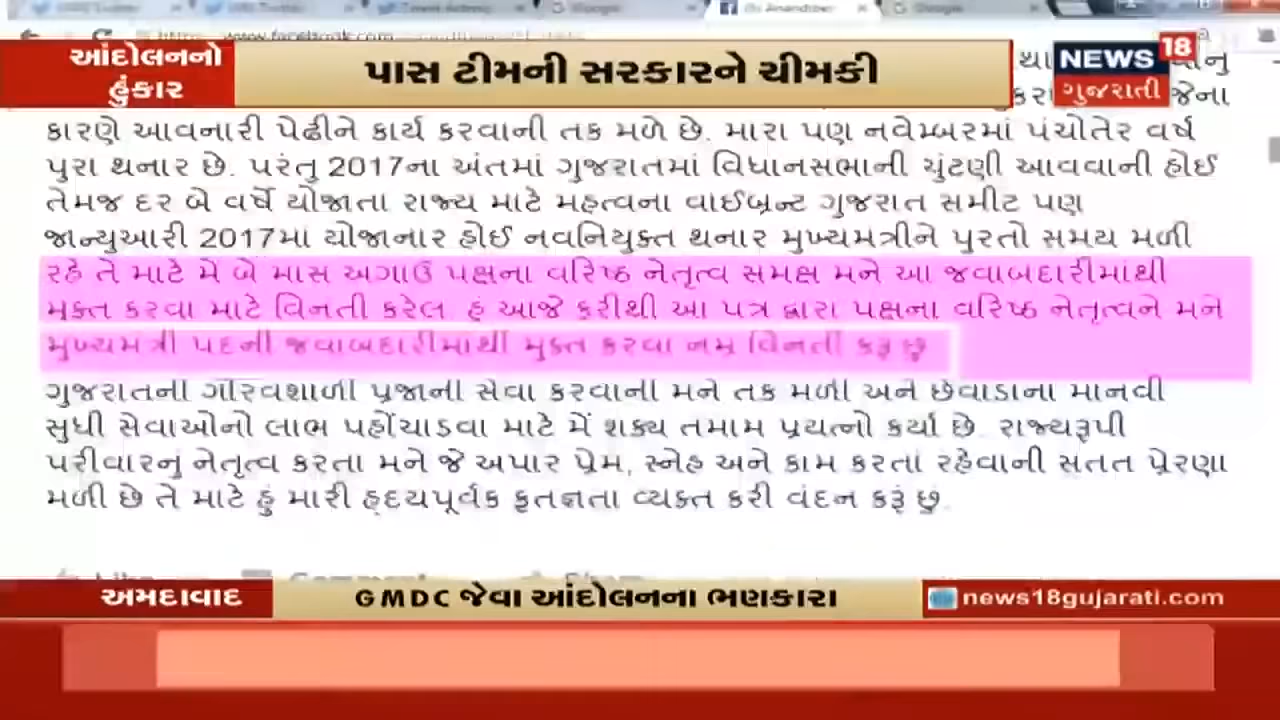 આંદોલનનો
હુંકાર
પાસ ટીમની સરકારને ચીમકી
NEWS 18
ગુજરાતી
જેના
કારણે આવનારી પેઢીને કાર્ય કરવાની તક મળે છે. મારા પણ નવેમ્બરમાં પંચોતેર વર્ષ
પુરા થનાર છે. પરંતુ 2017ના અંતમાં ગુજરાતમાં વિધાનસભાની ચુંટણી આવવાની હોઈ
તેમજ દર બે વર્ષે યોજાતા રાજ્ય માટે મહત્વના વાઈબ્રન્ટ ગુજરાત સમીટ પણ
જાન્યુઆરી 2017મા યોજાનાર હોઈ નવનિયુક્ત થનાર મુખ્યમત્રીને પુરતો સમય મળી
રહે તે માટે મે બે માસ અગાઉ પક્ષના વરિષ્ઠ નેતૃત્વ સમક્ષ મને આ જવાબદારીમાંથી
મુક્ત કરવા માટે વિનતી કરેલ. હું આજે ફરીથી આ પત્ર દ્વારા પક્ષના વરિષ્ઠ નેતૃત્વને મને
મુખ્યમત્રી પદની જવાબદારીમાથી મુક્ત કરવા નમ્ર વિનતી કરૂ છુ
ગુજરાતની ગૌરવશાળી પ્રજાની સેવા કરવાની મને તક મળી અને છેવાડાના માનવી
સુધી સેવાઓનો લાભ પહોંચાડવા માટે મેં શક્ય તમામ પ્રયત્નો કર્યા છે. રાજ્યરૂપી
પરીવારનુ નેતૃત્વ કરતા મને જે અપાર પ્રેમ, સ્નેહ અને કામ કરતા રહેવાની સતત પ્રેરણા
મળી છે તે માટે હું મારી હૃદયપૂર્વક કૃતજ્ઞતા વ્યક્ત કરી વંદન કરૂં છુ.
અમદાવાદ
GMDC જેવા આંદોલનના ભણકારા
news18gujarati.com